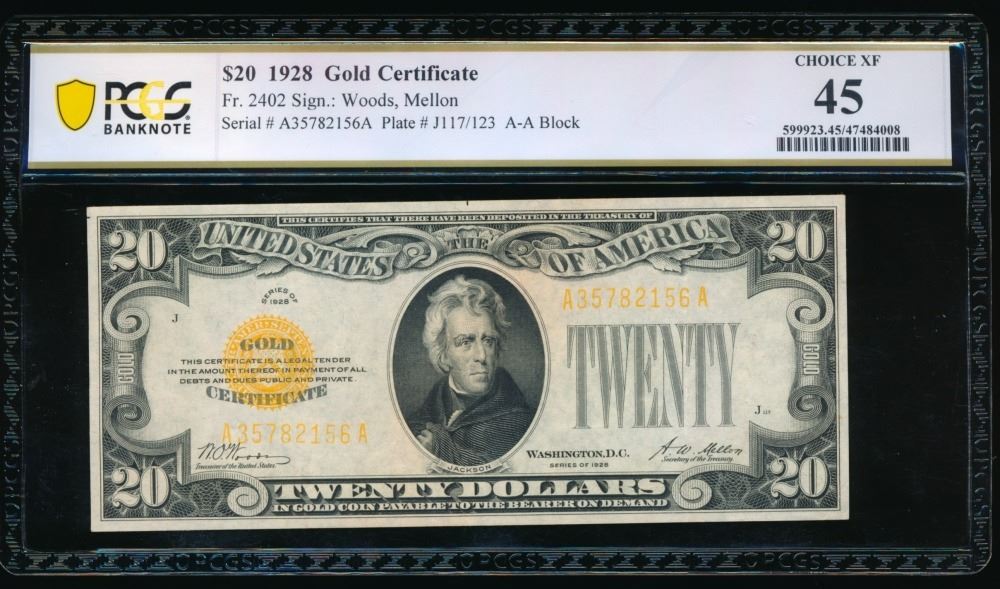 $20 1928 Gold Certificate
Fr. 2402 Sign.: Woods, Mellon
Serial # A35782156A Plate # J117/123 A-A Block
PCGS
BANKNOTE
CHOICE XF
45
599923.45/47484008
THIS CERTIFIES THAT THERE HAVE BEEN DEPOSITED IN THE TREASURY OF
20
UNITED STATES
THE
OF AMERICA
20
SERIES OF
1928
A35782156A
J
GOLD
THIS CERTIFICATE IS A LEGAL TENDER
IN THE AMOUNT THEREOF IN PAYMENT OF ALL
DEBTS AND DUES PUBLIC AND PRIVATE.
CERTIFICATE
GOLD
TWENTY
GOLD
J
A35782156A
W O Woods
Treasurer of the United States.
WASHINGTON, D.C.
SERIES OF 1928
A. W. Mellon
Secretary of the Treasury.
JACKSON
20
TWENTY DOLLARS
20
IN GOLD COIN PAYABLE TO THE BEARER ON DEMAND